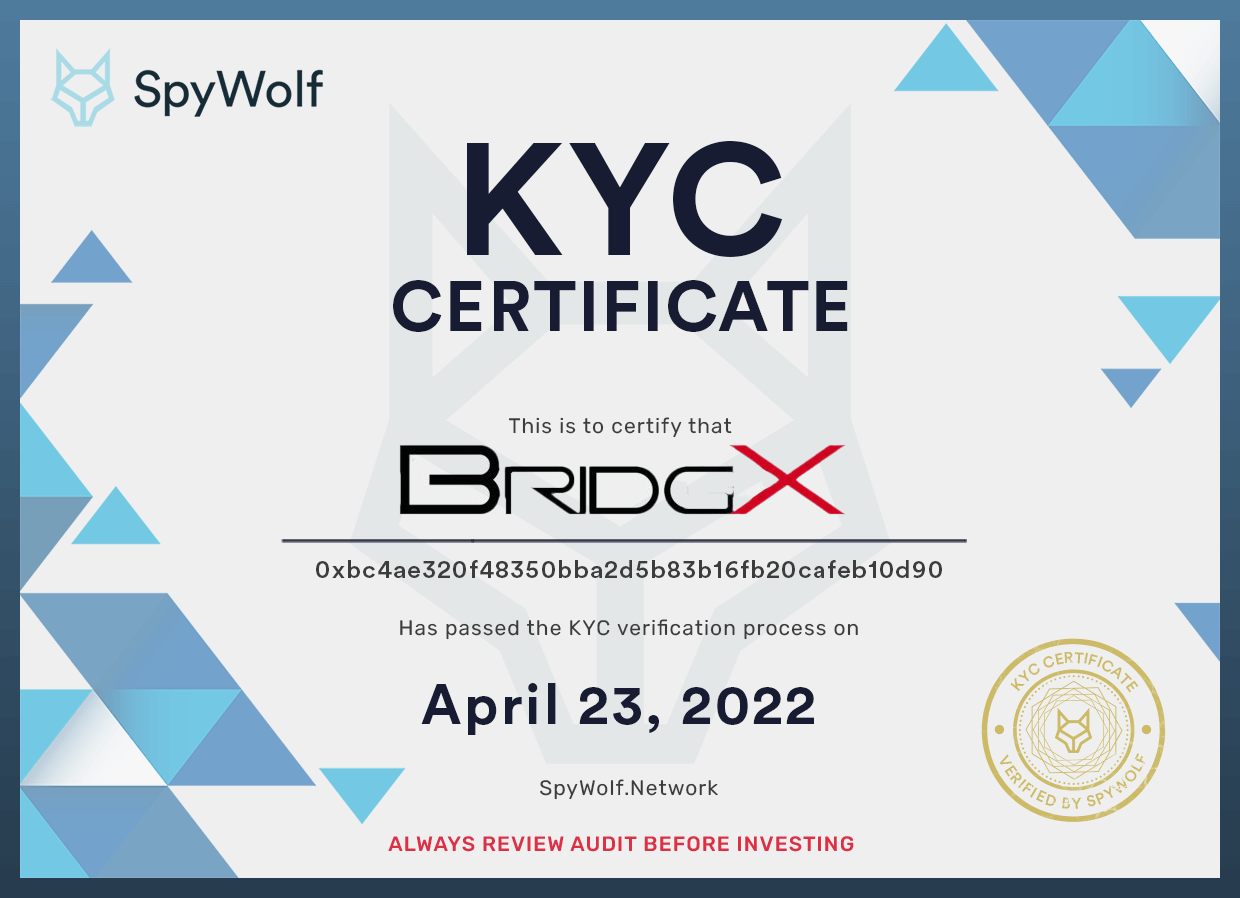 SpyWolf
KYC
CERTIFICATE
This is to certify that
BRIDGX
0xbc4ae320f48350bba2d5b83b16fb20cafeb10d90
Has passed the KYC verification process on
April 23, 2022
KYC CERTIFICATE
VERIFIED BY SPYWOLF
SpyWolf.Network
ALWAYS REVIEW AUDIT BEFORE INVESTING